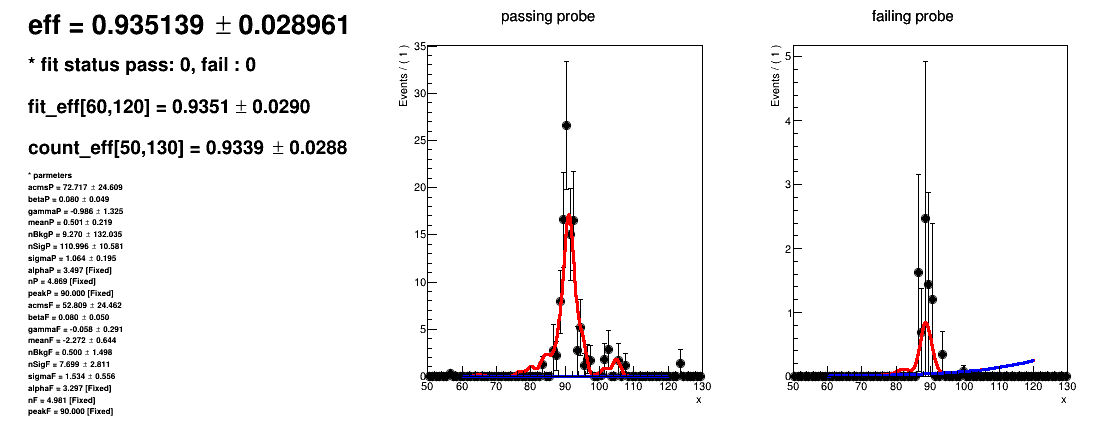 eff = 0.935139 ± 0.028961
* fit status pass: 0, fail : 0
fit_eff[60,120] = 0.9351 ± 0.0290
count_eff[50,130] = 0.9339 ± 0.0288
* parmeters
acmsP = 72.717 ± 24.609
betaP = 0.080 ± 0.049
gammaP = -0.986 ± 1.325
meanP = 0.501 ± 0.219
nBkgP = 9.270 ± 132.035
nSigP = 110.996 ± 10.581
sigmaP = 1.064 ± 0.195
alphaP = 3.497 [Fixed]
nP = 4.869 [Fixed]
peakP = 90.000 [Fixed]
acmsF = 52.809 ± 24.462
betaF = 0.080 ± 0.050
gammaF = -0.058 ± 0.291
meanF = -2.272 ± 0.644
nBkgF = 0.500 ± 1.498
nSigF = 7.699 ± 2.811
sigmaF = 1.534 ± 0.556
alphaF = 3.297 [Fixed]
nF = 4.981 [Fixed]
peakF = 90.000 [Fixed]
passing probe
Events / ( 1 )
35
30
25
20
15
10
5
0
50 60 70 80 90 100 110 120 130
x
failing probe
Events / ( 1 )
5
4
3
2
1
0
50 60 70 80 90 100 110 120 130
x